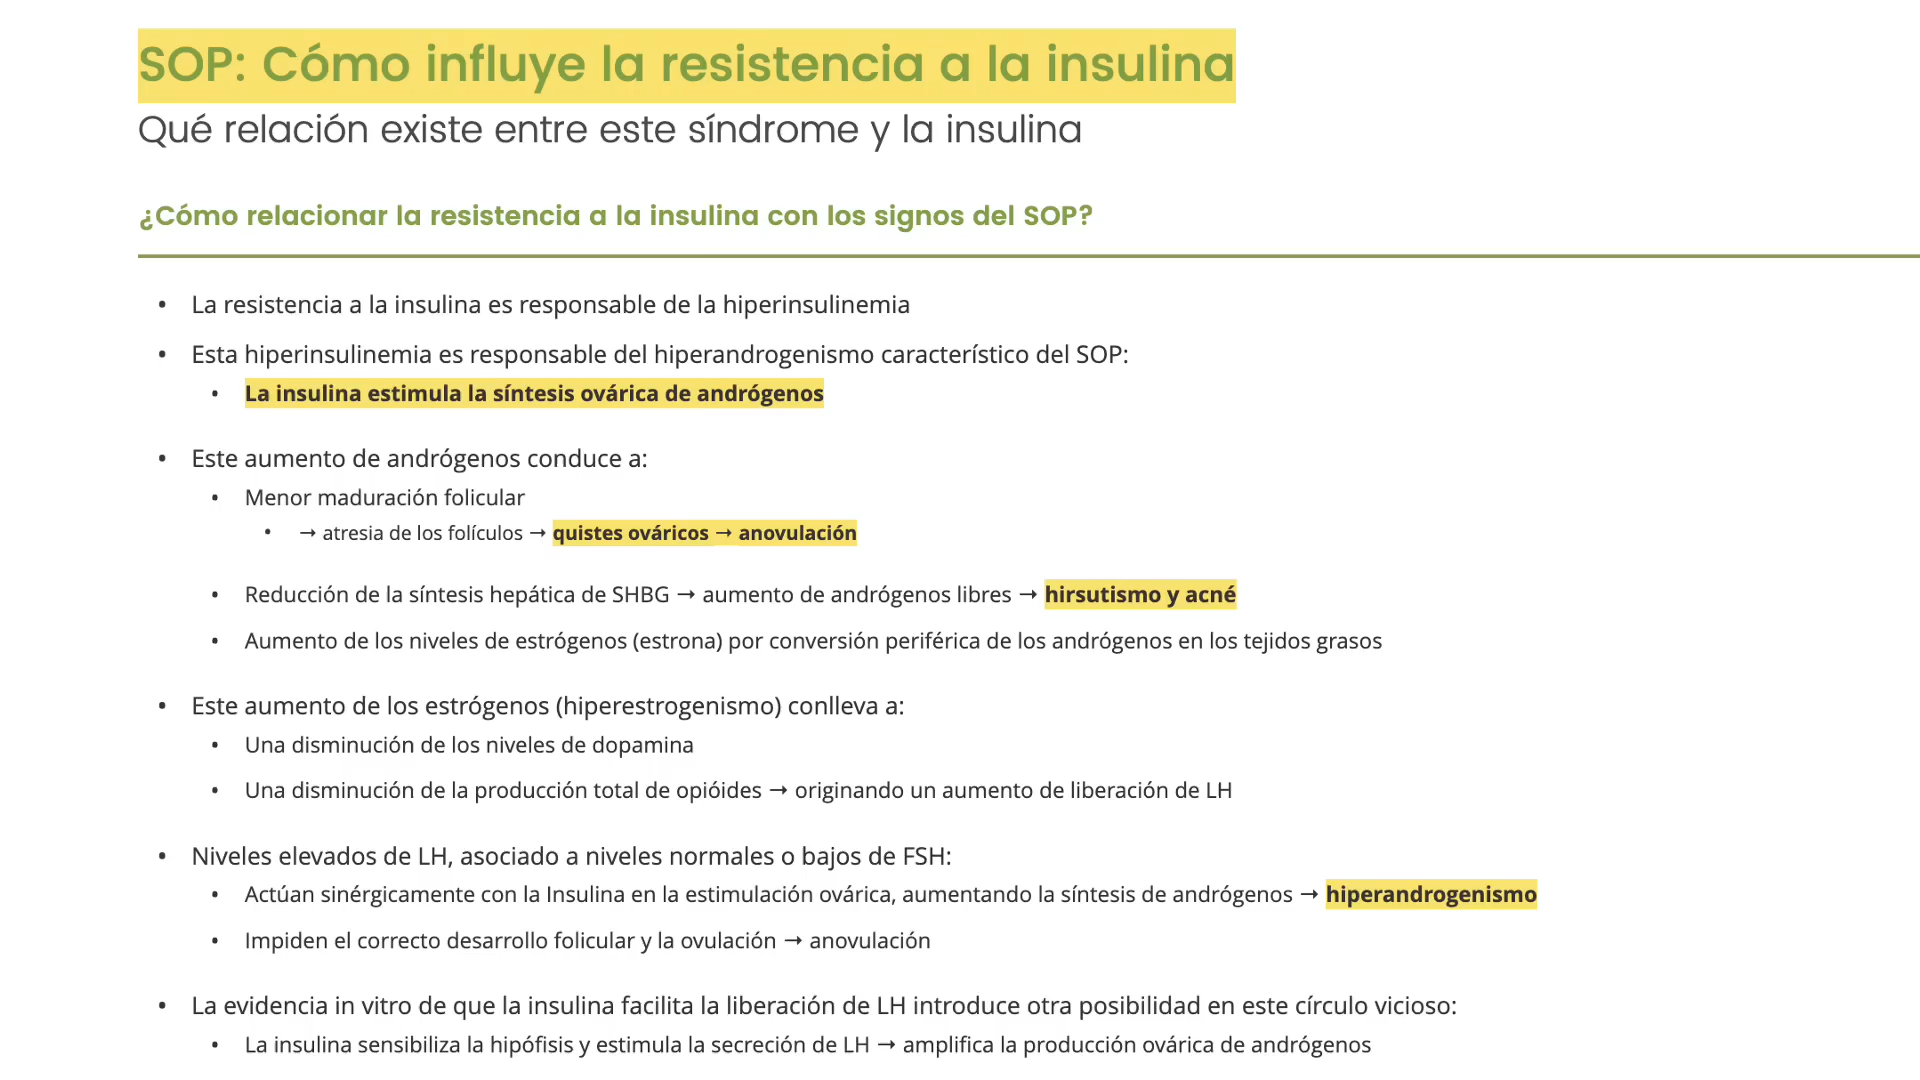 SOP: Cómo influye la resistencia a la insulina
Qué relación existe entre este síndrome y la insulina
¿Cómo relacionar la resistencia a la insulina con los signos del SOP?
• La resistencia a la insulina es responsable de la hiperinsulinemia
• Esta hiperinsulinemia es responsable del hiperandrogenismo característico del SOP:
• La insulina estimula la síntesis ovárica de andrógenos
• Este aumento de andrógenos conduce a:
• Menor maduración folicular
• → atresia de los folículos → quistes ováricos → anovulación
• Reducción de la síntesis hepática de SHBG → aumento de andrógenos libres → hirsutismo y acné
• Aumento de los niveles de estrógenos (estrona) por conversión periférica de los andrógenos en los tejidos grasos
• Este aumento de los estrógenos (hiperestrogenismo) conlleva a:
• Una disminución de los niveles de dopamina
• Una disminución de la producción total de opióides → originando un aumento de liberación de LH
• Niveles elevados de LH, asociado a niveles normales o bajos de FSH:
• Actúan sinérgicamente con la Insulina en la estimulación ovárica, aumentando la síntesis de andrógenos → hiperandrogenismo
• Impiden el correcto desarrollo folicular y la ovulación → anovulación
• La evidencia in vitro de que la insulina facilita la liberación de LH introduce otra posibilidad en este círculo vicioso:
• La insulina sensibiliza la hipófisis y estimula la secreción de LH → amplifica la producción ovárica de andrógenos